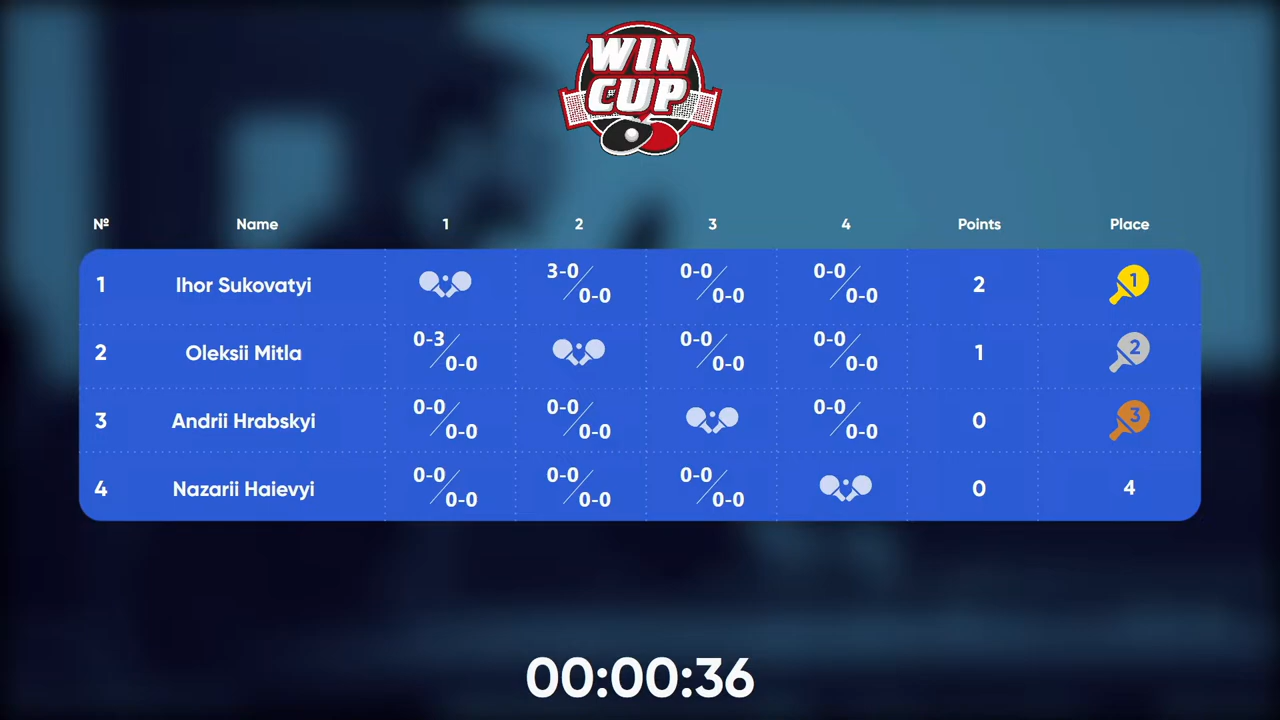 WIN
CUP
№ Name 1 2 3 4 Points Place
1 Ihor Sukovatyi 3-0 0-0 0-0 0-0 0-0 0-0 2 1
2 Oleksii Mitla 0-3 0-0 0-0 0-0 0-0 0-0 1 2
3 Andrii Hrabskyi 0-0 0-0 0-0 0-0 0-0 0-0 0 3
4 Nazarii Haievyi 0-0 0-0 0-0 0-0 0-0 0-0 0 4
00:00:36